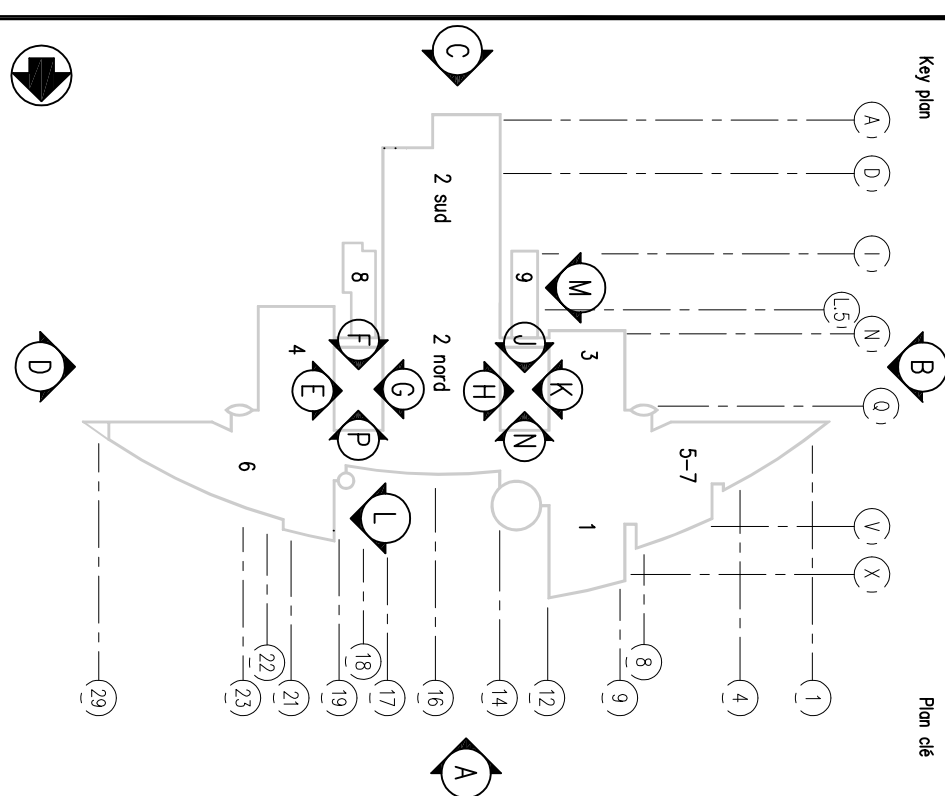 Key plan
Plan clé
A
D
I
L.5
N
Q
V
X
B
C
D
A
M
J
K
H
N
F
G
E
P
L
2 sud
2 nord
8
9
3
4
5-7
6
1
1
4
8
9
12
14
16
17
18
19
21
22
23
29